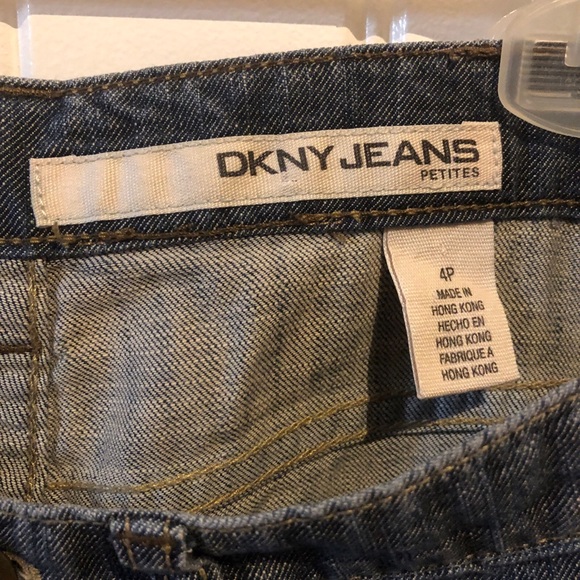 DKNY JEANS
PETITES
4P
MADE IN
HONG KONG
HECHO EN
HONG KONG
FABRIQUE A
HONG KONG